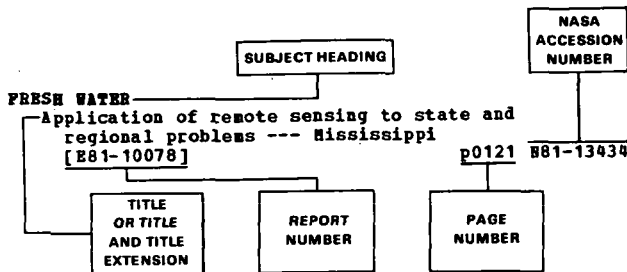 NASA
ACCESSION
NUMBER
SUBJECT HEADING
FRESH WATER
Application of remote sensing to state and
regional problems --- Mississippi
[E81-10078] p0121 N81-13434
TITLE
OR TITLE
AND TITLE
EXTENSION
REPORT
NUMBER
PAGE
NUMBER